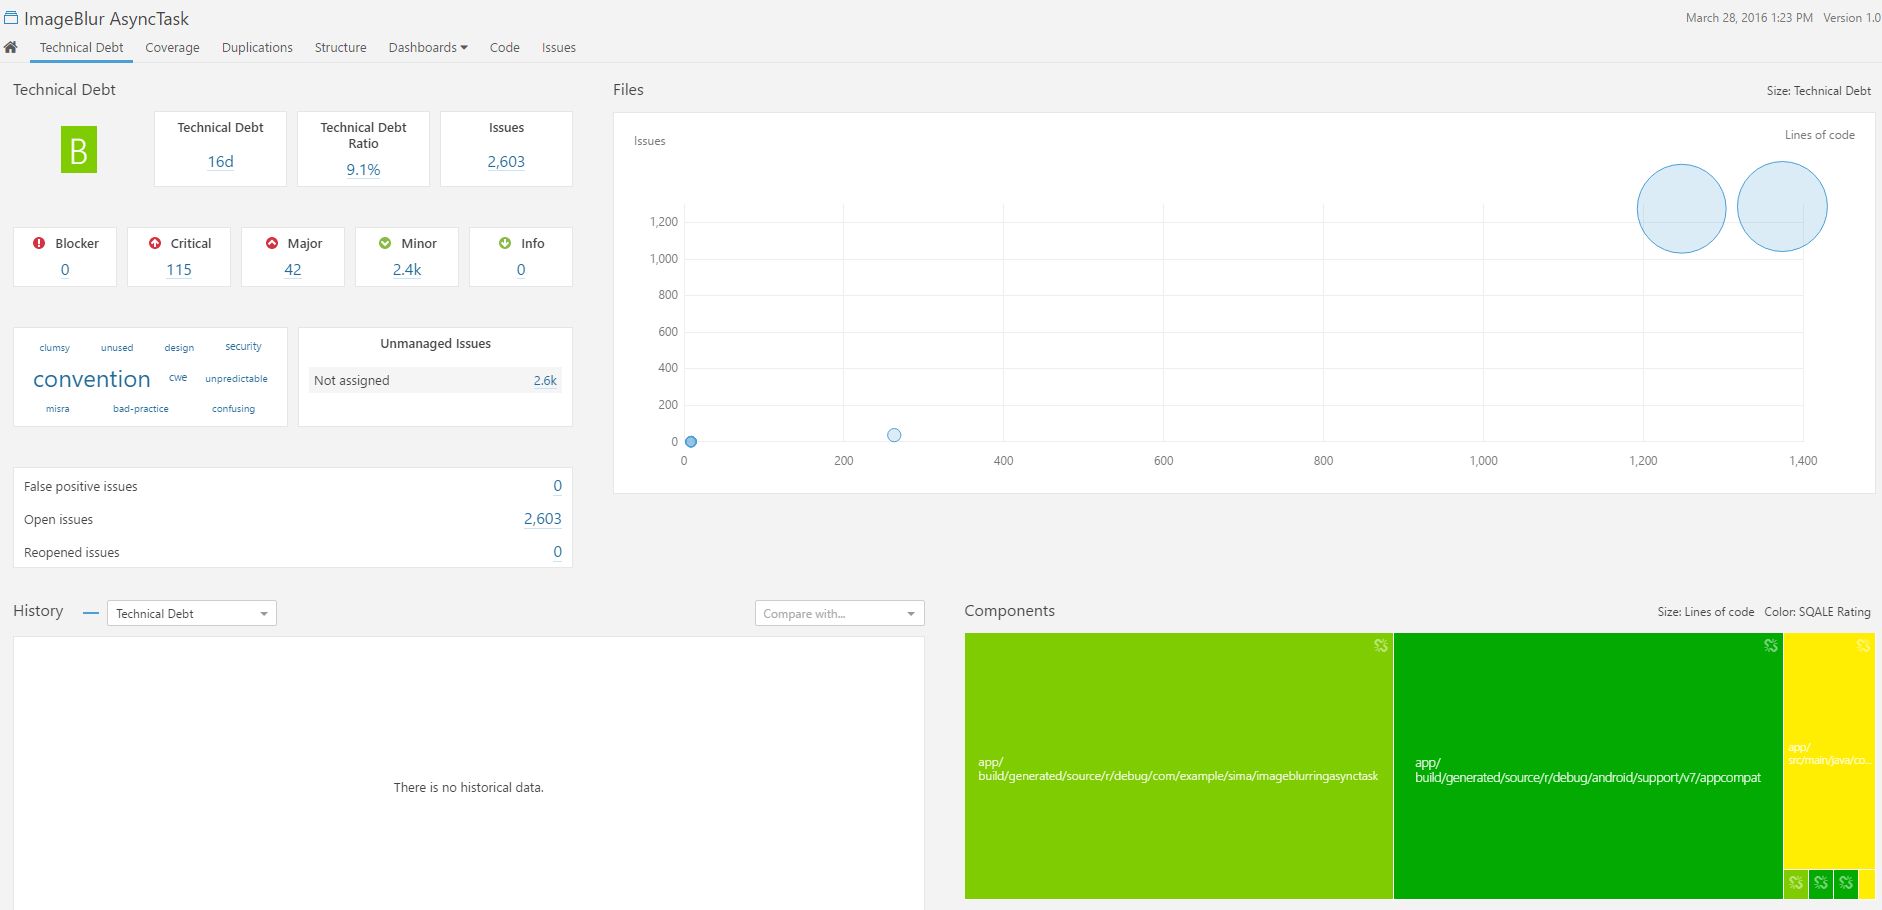 ImageBlur AsyncTask
March 28, 2016 1:23 PM Version 1.0
Technical Debt Coverage Duplications Structure Dashboards Code Issues
Technical Debt
B
Technical Debt
16d
Technical Debt
Ratio
9.1%
Issues
2,603
Blocker
0
Critical
115
Major
42
Minor
2.4k
Info
0
clumsy unused design security
convention cwe unpredictable
misra bad-practice confusing
Unmanaged Issues
Not assigned 2.6k
False positive issues 0
Open issues 2,603
Reopened issues 0
Files
Size: Technical Debt
Issues
Lines of code
1,200
1,000
800
600
400
200
0
0 200 400 600 800 1,000 1,200 1,400
History Technical Debt Compare with...
There is no historical data.
Components
Size: Lines of code Color: SQALE Rating
app/
build/generated/source/r/debug/com/example/sima/imageblurringasynctask
app/
build/generated/source/r/debug/android/support/v7/appcompat
app/
src/main/java/co...